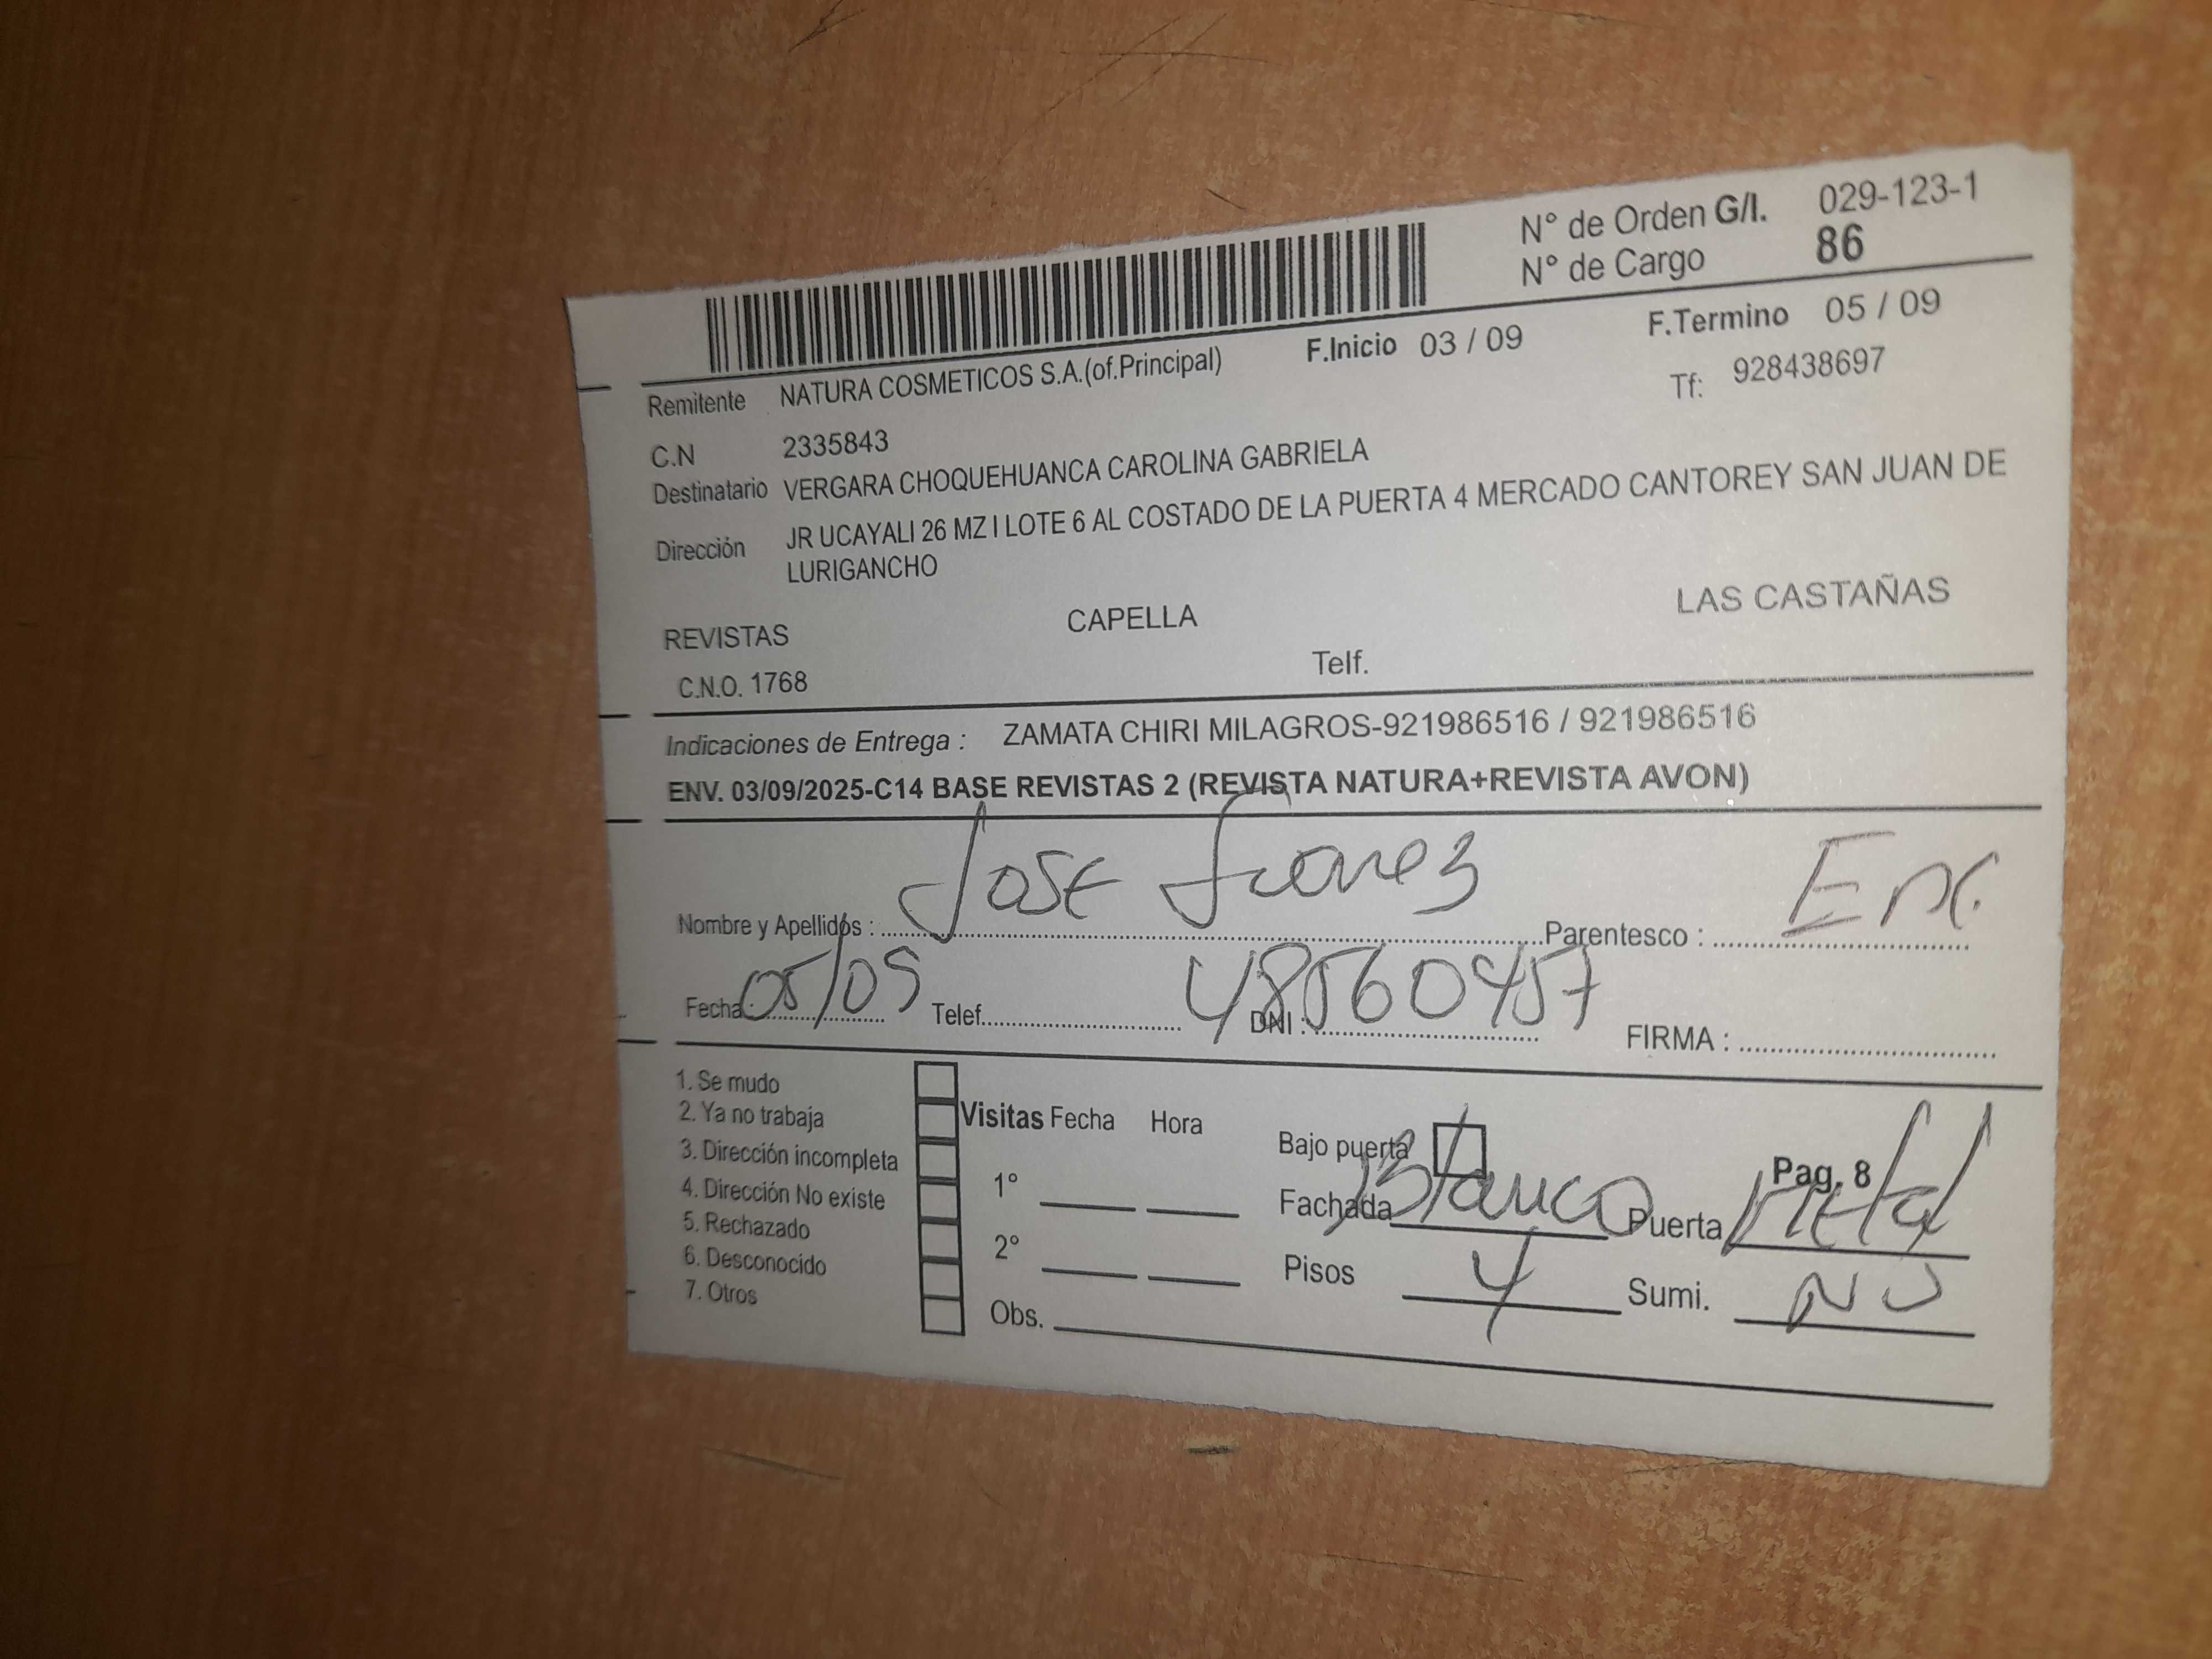 N° de Orden G/I. 029-123-1
N° de Cargo 86
F.Inicio 03 / 09 F.Termino 05 / 09
Remitente NATURA COSMETICOS S.A.(of.Principal) Tf: 928438697
C.N 2335843
Destinatario VERGARA CHOQUEHUANCA CAROLINA GABRIELA
Dirección JR UCAYALI 26 MZ I LOTE 6 AL COSTADO DE LA PUERTA 4 MERCADO CANTOREY SAN JUAN DE
LURIGANCHO
REVISTAS CAPELLA LAS CASTAÑAS
C.N.O. 1768 Telf.
Indicaciones de Entrega : ZAMATA CHIRI MILAGROS-921986516 / 921986516
ENV. 03/09/2025-C14 BASE REVISTAS 2 (REVISTA NATURA+REVISTA AVON)
Nombre y Apellidos : Jose Parentesco : Enc.
Fecha : 05/09 Telef. DNI : 48560457 FIRMA :
1. Se mudo
2. Ya no trabaja Visitas Fecha Hora Bajo puerta
3. Dirección incompleta Pag. 8
4. Dirección No existe 1° Fachada Blanco Puerta Metal
5. Rechazado
6. Desconocido 2° Pisos 4 Sumi. NO
7. Otros Obs.